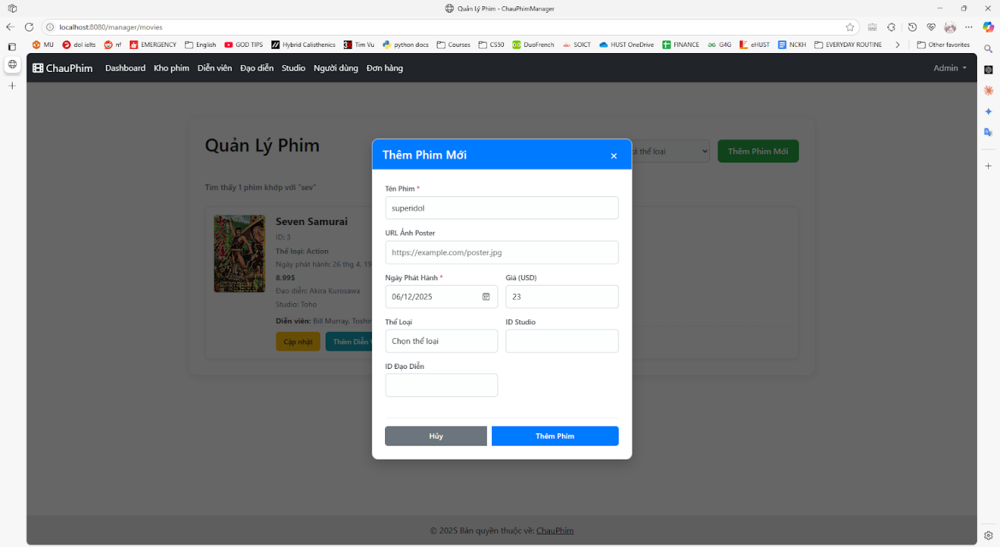 Quản Lý Phim - ChauPhimManager
localhost:8080/manager/movies
MU dol ielts nf EMERGENCY English GOD TIPS Hybrid Calisthenics Tim Vu python docs Courses CS50 DuoFrench SOICT HUST OneDrive FINANCE G4G eHUST NCKH EVERYDAY ROUTINE Other favorites
ChauPhim Dashboard Kho phim Diễn viên Đạo diễn Studio Người dùng Đơn hàng Admin
Quản Lý Phim
thể loại
Thêm Phim Mới
Tìm thấy 1 phim khớp với "sev"
Seven Samurai
ID: 3
Thể loại: Action
Ngày phát hành: 26 thg 4, 19
8.99$
Đạo diễn: Akira Kurosawa
Studio: Toho
Diễn viên: Bill Murray, Toshir
Cập nhật
Thêm Diễn
Thêm Phim Mới
×
Tên Phim *
superidol
URL Ảnh Poster
https://example.com/poster.jpg
Ngày Phát Hành * Giá (USD)
06/12/2025 23
Thể Loại ID Studio
Chọn thể loại
ID Đạo Diễn
Hủy Thêm Phim
© 2025 Bản quyền thuộc về: ChauPhim